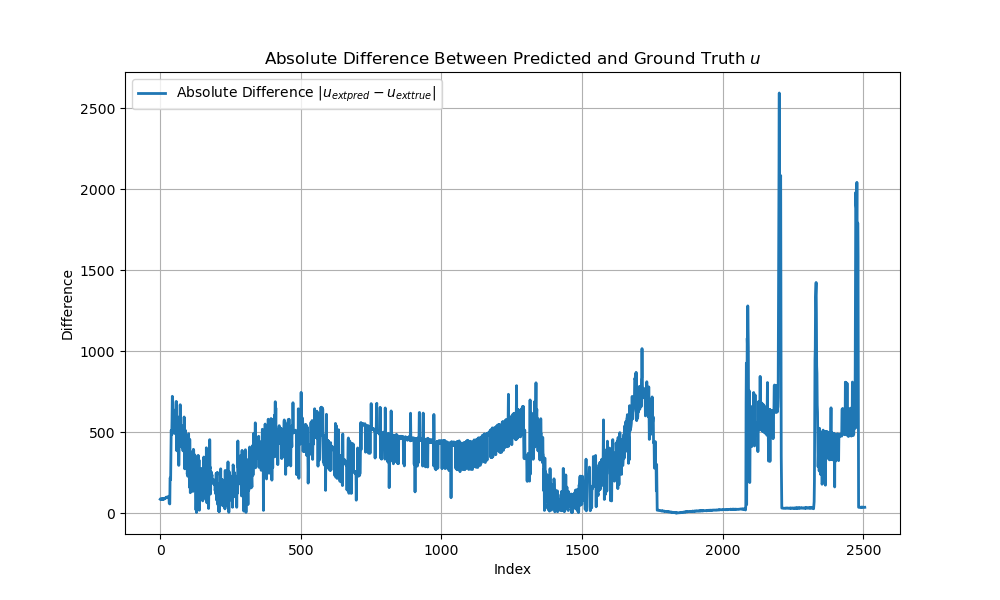 Absolute Difference Between Predicted and Ground Truth u
Absolute Difference |u_extpred − u_exttrue|
2500
2000
1500
1000
500
0
Difference
0 500 1000 1500 2000 2500
Index